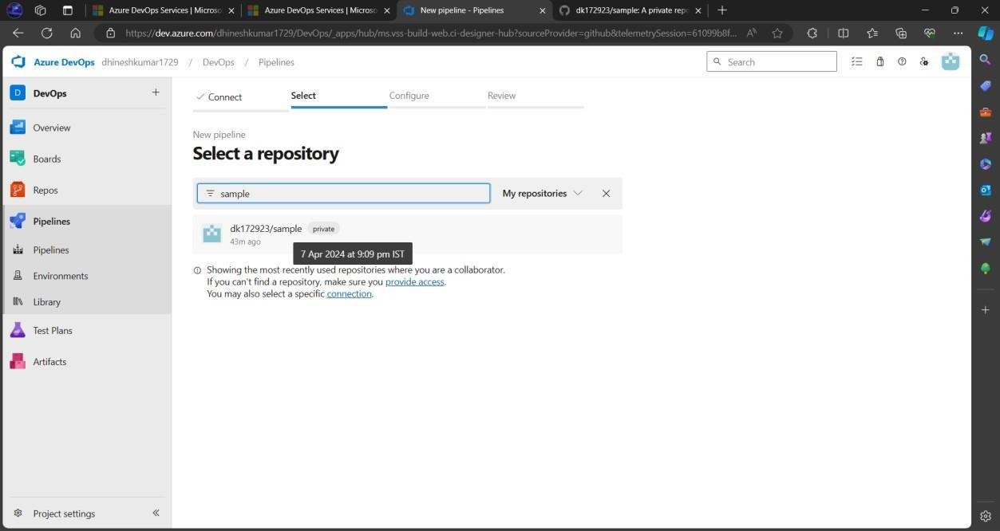 Azure DevOps Services | Microso
Azure DevOps Services | Microso
New pipeline - Pipelines
dk172923/sample: A private repo
https://dev.azure.com/dhineshkumar1729/DevOps/_apps/hub/ms.vss-build-web.ci-designer-hub?sourceProvider=github&telemetrySession=61099b8f...
Azure DevOps dhineshkumar1729 / DevOps / Pipelines
Search
D DevOps
Overview
Boards
Repos
Pipelines
Pipelines
Environments
Library
Test Plans
Artifacts
Project settings
Connect
Select
Configure
Review
New pipeline
Select a repository
sample
My repositories
dk172923/sample private
43m ago
7 Apr 2024 at 9:09 pm IST
Showing the most recently used repositories where you are a collaborator.
If you can't find a repository, make sure you provide access.
You may also select a specific connection.